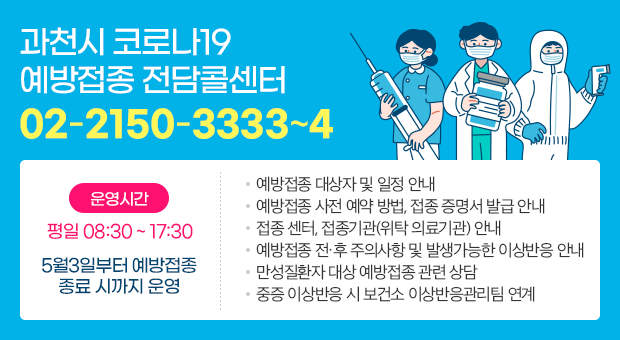 과천시 코로나19
예방접종 전담콜센터
02-2150-3333~4
운영시간
평일 08:30 ~ 17:30
5월3일부터 예방접종
종료 시까지 운영
• 예방접종 대상자 및 일정 안내
• 예방접종 사전 예약 방법, 접종 증명서 발급 안내
• 접종 센터, 접종기관(위탁 의료기관) 안내
• 예방접종 전·후 주의사항 및 발생가능한 이상반응 안내
• 만성질환자 대상 예방접종 관련 상담
• 중증 이상반응 시 보건소 이상반응관리팀 연계